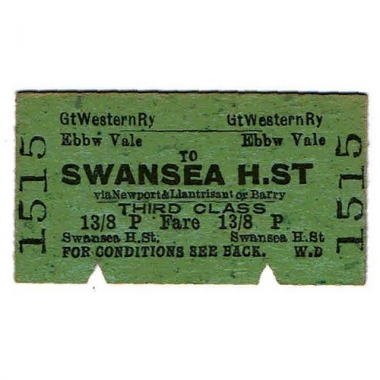 GtWesternRy GtWesternRy
Ebbw Vale Ebbw Vale
TO
SWANSEA H.ST
via Newport & Llantrisant or Barry
THIRD CLASS
13/8 P Fare 13/8 P
Swansea H.St. Swansea H.St
FOR CONDITIONS SEE BACK. W.D
1515 1515